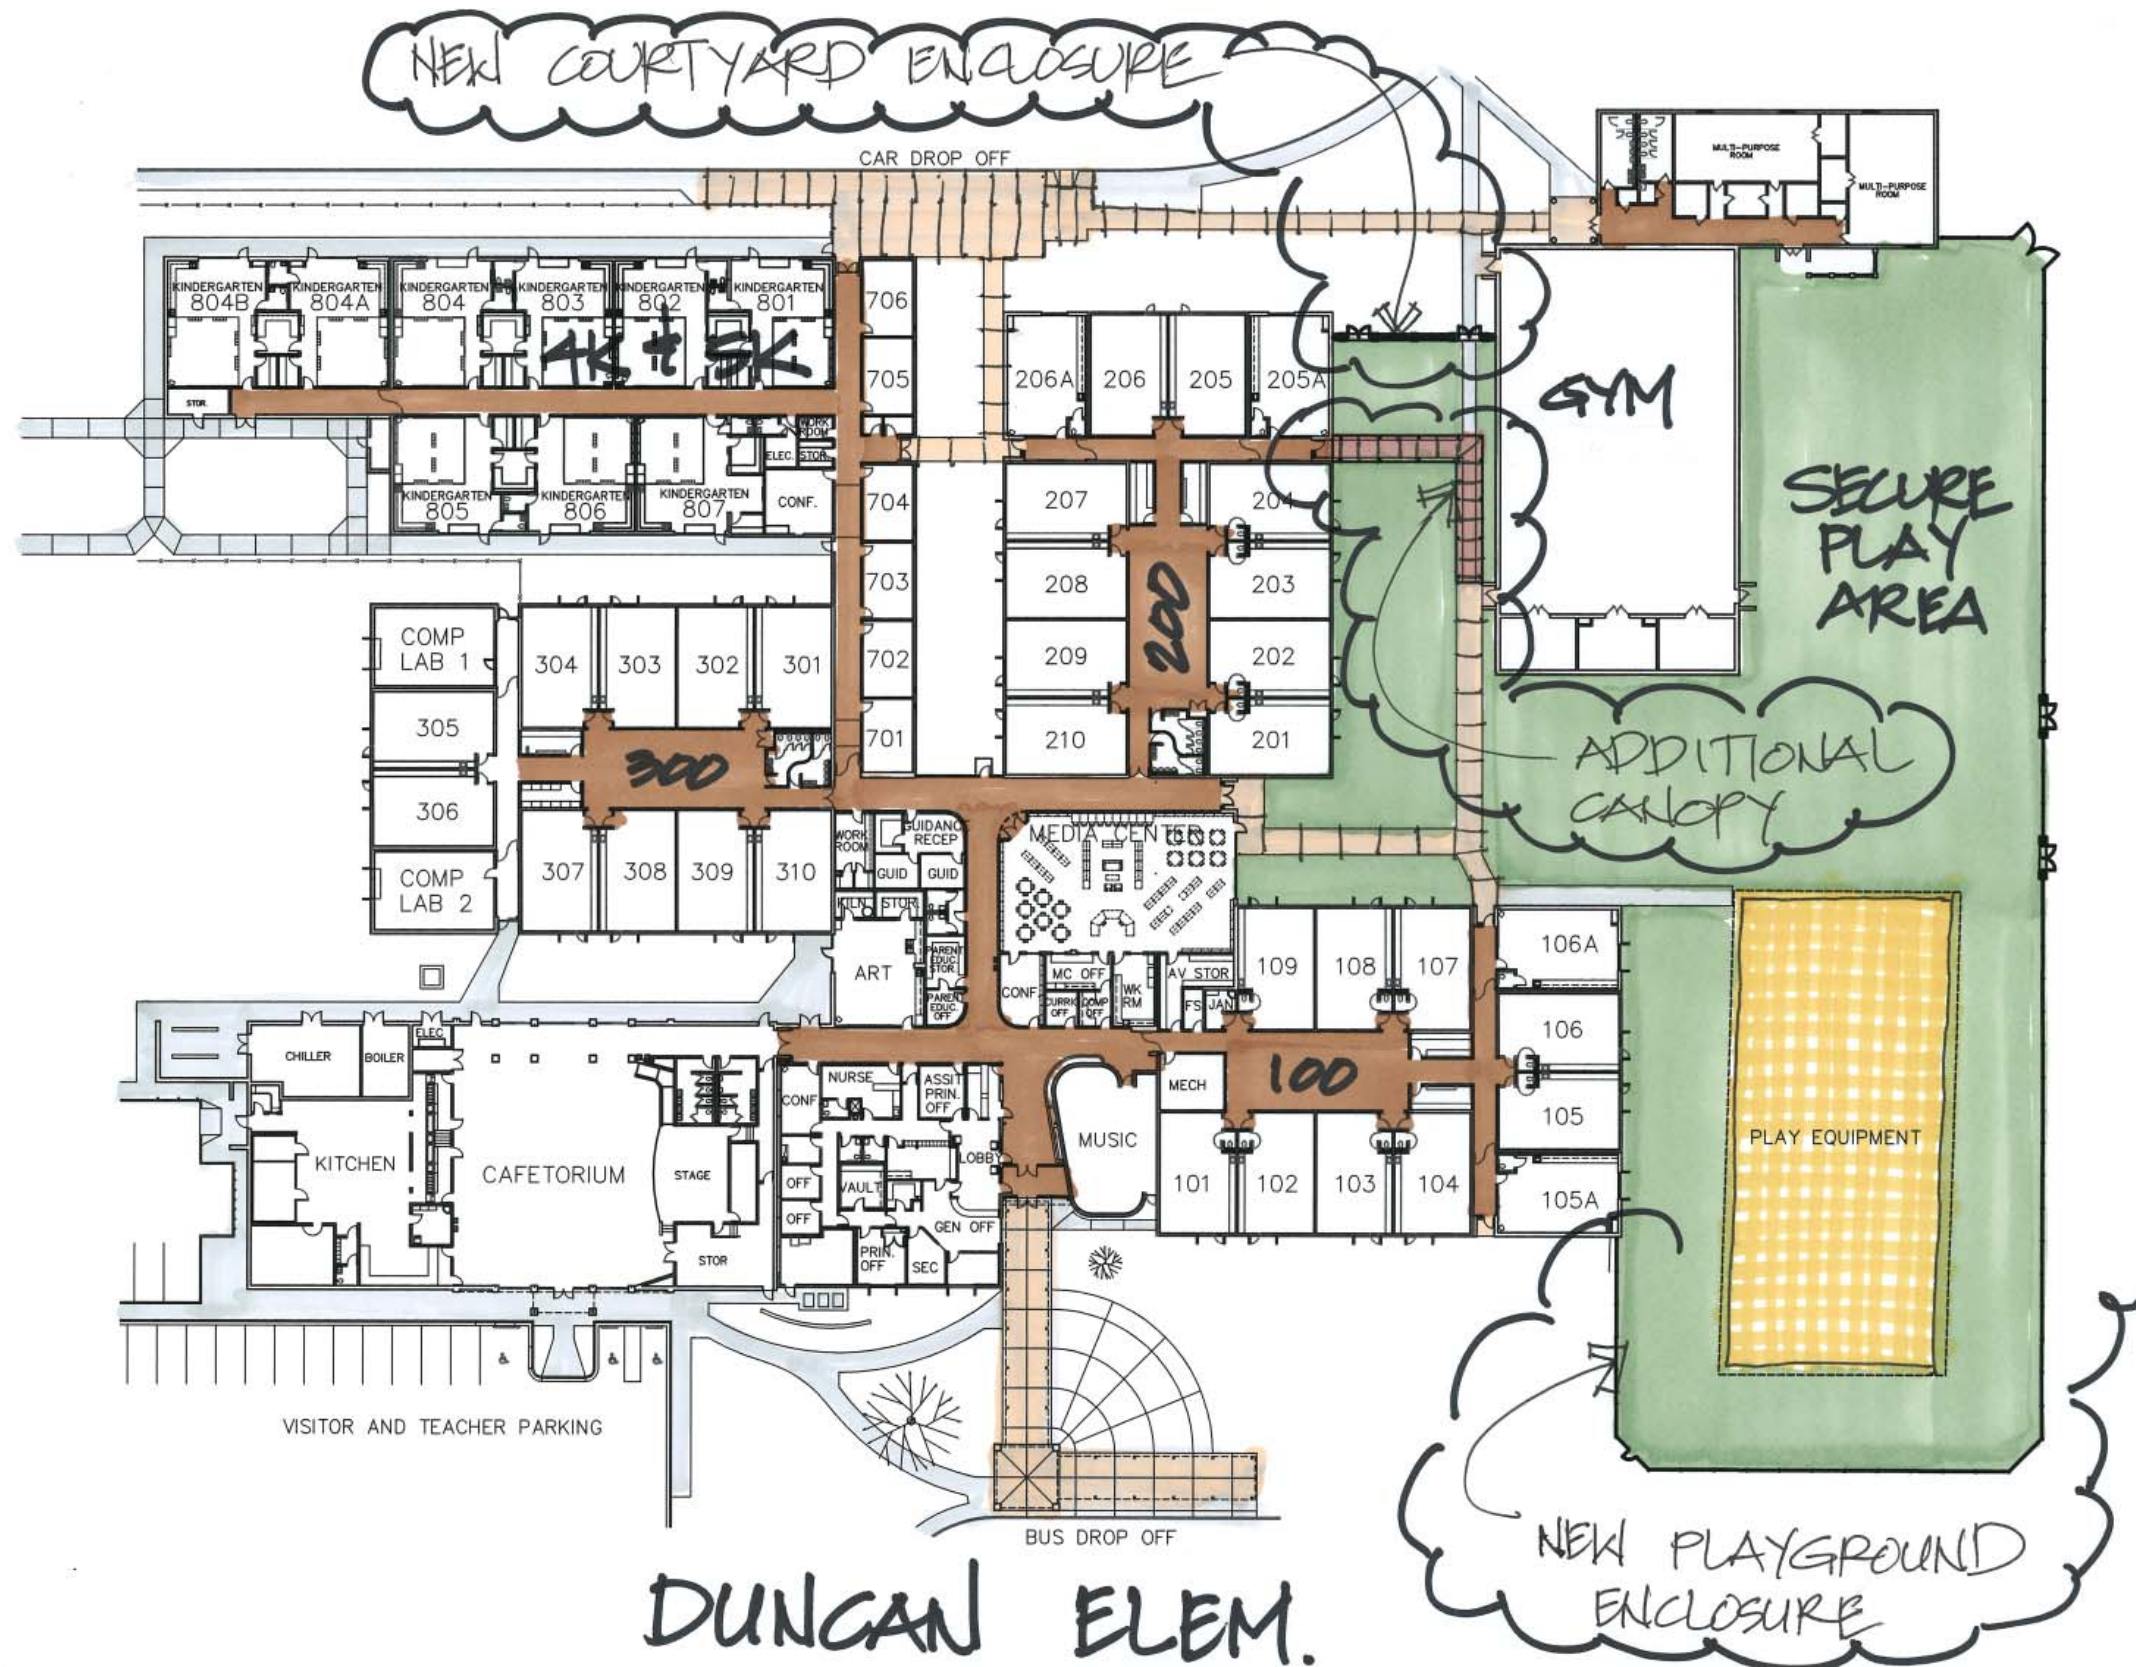 NEW COURTYARD ENCLOSURE
CAR DROP OFF
MULTI-PURPOSE
ROOM
MULTI-PURPOSE
ROOM
KINDERGARTEN
804B
KINDERGARTEN
804A
KINDERGARTEN
804
KINDERGARTEN
803
KINDERGARTEN
802
KINDERGARTEN
801
4K & 5K
706
705
206A
206
205
205A
GYM
STOR.
WORK
ROOM
ELEC.
STOR.
KINDERGARTEN
805
KINDERGARTEN
806
KINDERGARTEN
807
CONF.
704
703
702
701
207
208
209
210
200
204
203
202
201
SECURE
PLAY
AREA
COMP
LAB 1
305
306
COMP
LAB 2
304
303
302
301
300
307
308
309
310
ADDITIONAL
CANOPY
WORK
ROOM
GUIDANCE
RECEP
GUID
GUID
MEDIA CENTER
KILN
STOR.
ART
PARENT
EDUC.
STOR.
PARENT
EDUC.
OFF
CONF
MC OFF
CURRIC
OFF
COMP
OFF
WK
RM
AV STOR
FS
JAN
109
108
107
106A
106
105
105A
100
MECH
101
102
103
104
MUSIC
PLAY EQUIPMENT
CHILLER
BOILER
ELEC
KITCHEN
CAFETORIUM
STAGE
STOR
CONF
NURSE
ASSIT
PRIN.
OFF
LOBBY
OFF
VAULT
OFF
GEN OFF
PRIN.
OFF
SEC
VISITOR AND TEACHER PARKING
BUS DROP OFF
NEW PLAYGROUND
ENCLOSURE
DUNCAN ELEM.